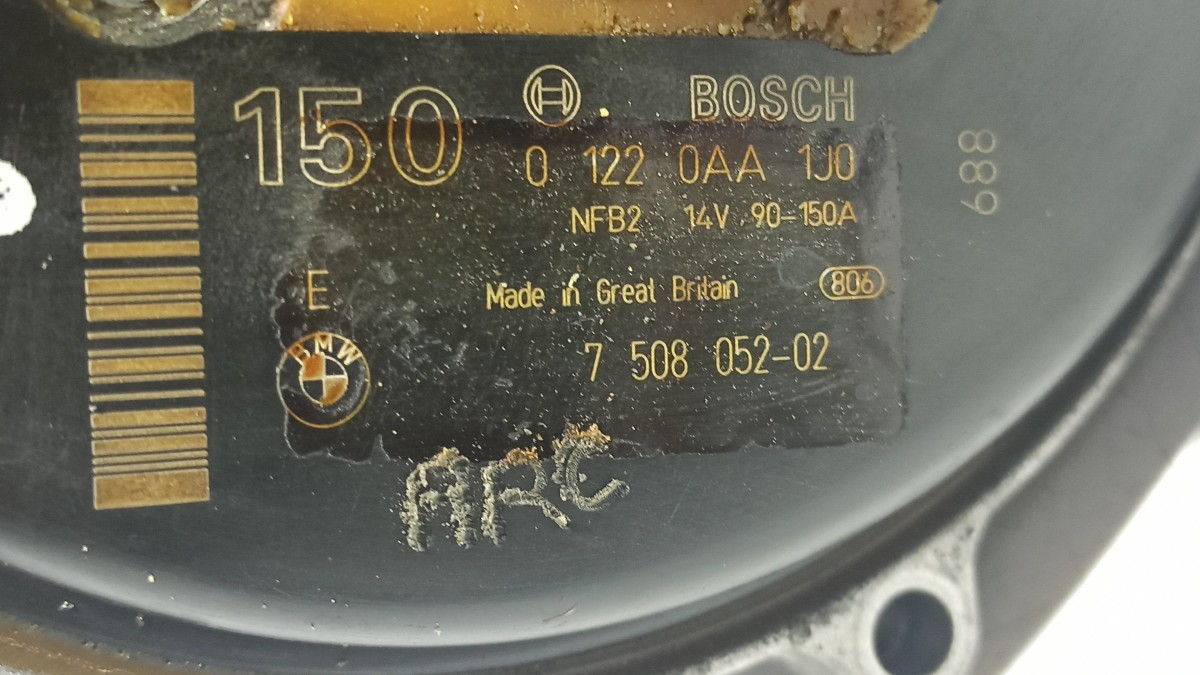 150 BOSCH
0 122 0AA 1J0
NFB2 14V 90-150A
E Made in Great Britain 806
BMW 7 508 052-02
ARC
889